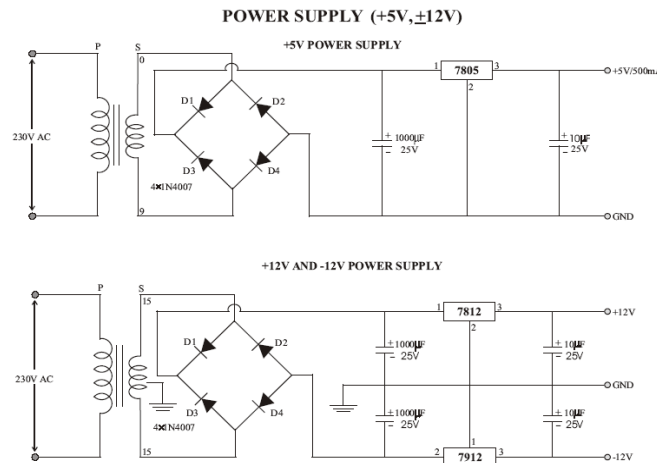 POWER SUPPLY (+5V,±12V)
+5V POWER SUPPLY
P S
0
1 7805 3
+5V/500mA
2
D1 D2
230V AC
+ 1000µF
− 25V
+ 10µF
− 25V
D3 D4
4×1N4007
9
GND
+12V AND -12V POWER SUPPLY
P S
15
1 7812 3
+12V
2
D1 D2
+ 1000µF
− 25V
+ 10µF
− 25V
230V AC
GND
D3 D4
+ 1000µF
− 25V
+ 10µF
− 25V
4×1N4007
1
15
2 7912 3
-12V